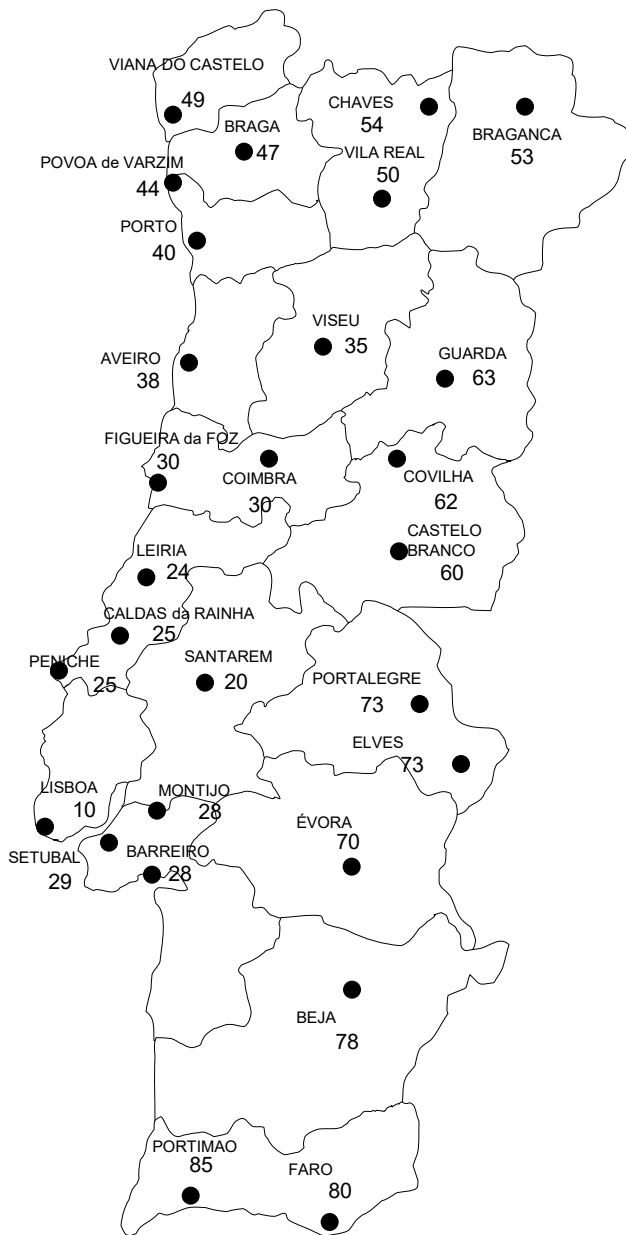 VIANA DO CASTELO
49
CHAVES
54
BRAGANCA
53
BRAGA
47
VILA REAL
50
POVOA de VARZIM
44
PORTO
40
VISEU
35
GUARDA
63
AVEIRO
38
FIGUEIRA da FOZ
30
COIMBRA
30
COVILHA
62
CASTELO
BRANCO
60
LEIRIA
24
CALDAS da RAINHA
25
PENICHE
25
SANTAREM
20
PORTALEGRE
73
ELVES
73
LISBOA
10
MONTIJO
28
ÉVORA
70
SETUBAL
29
BARREIRO
28
BEJA
78
PORTIMAO
85
FARO
80